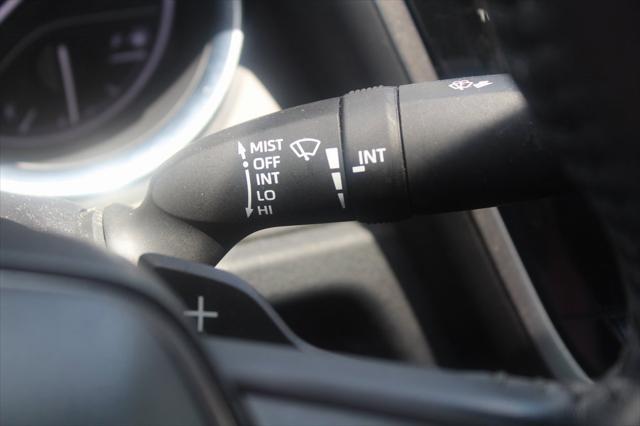 MIST
OFF
INT
LO
HI
INT
+